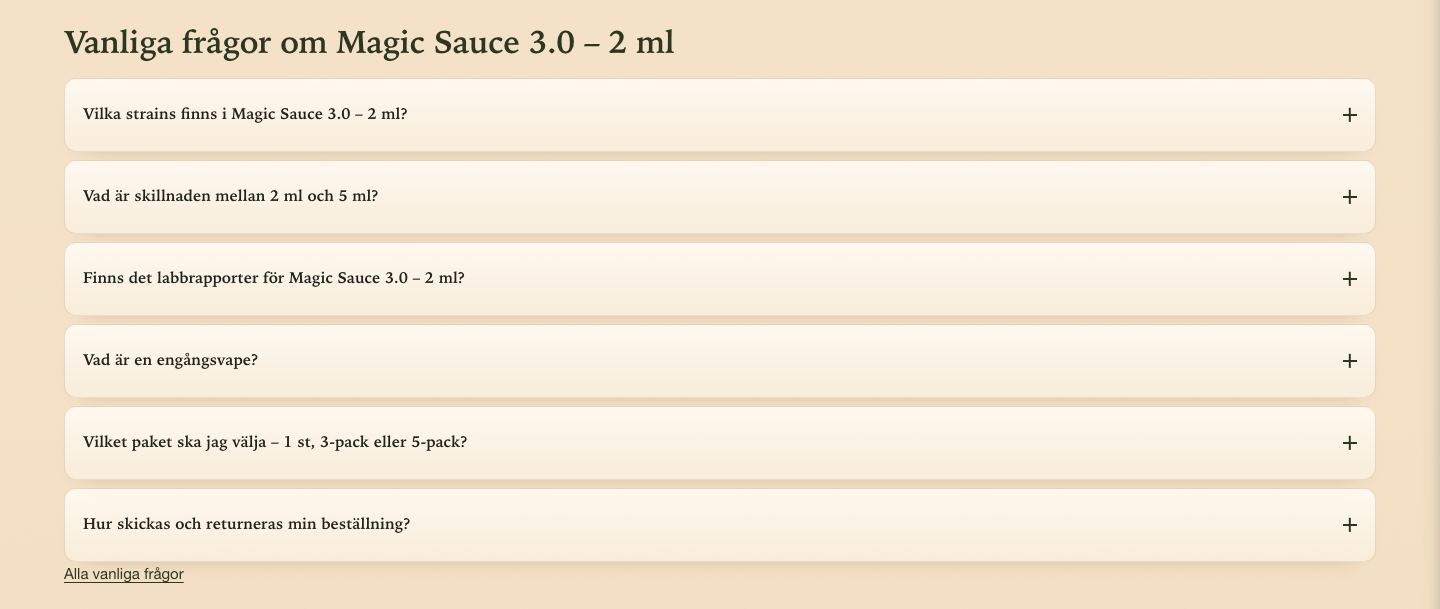 Vanliga frågor om Magic Sauce 3.0 – 2 ml
Vilka strains finns i Magic Sauce 3.0 – 2 ml?
Vad är skillnaden mellan 2 ml och 5 ml?
Finns det labbrapporter för Magic Sauce 3.0 – 2 ml?
Vad är en engångsvape?
Vilket paket ska jag välja – 1 st, 3-pack eller 5-pack?
Hur skickas och returneras min beställning?
Alla vanliga frågor